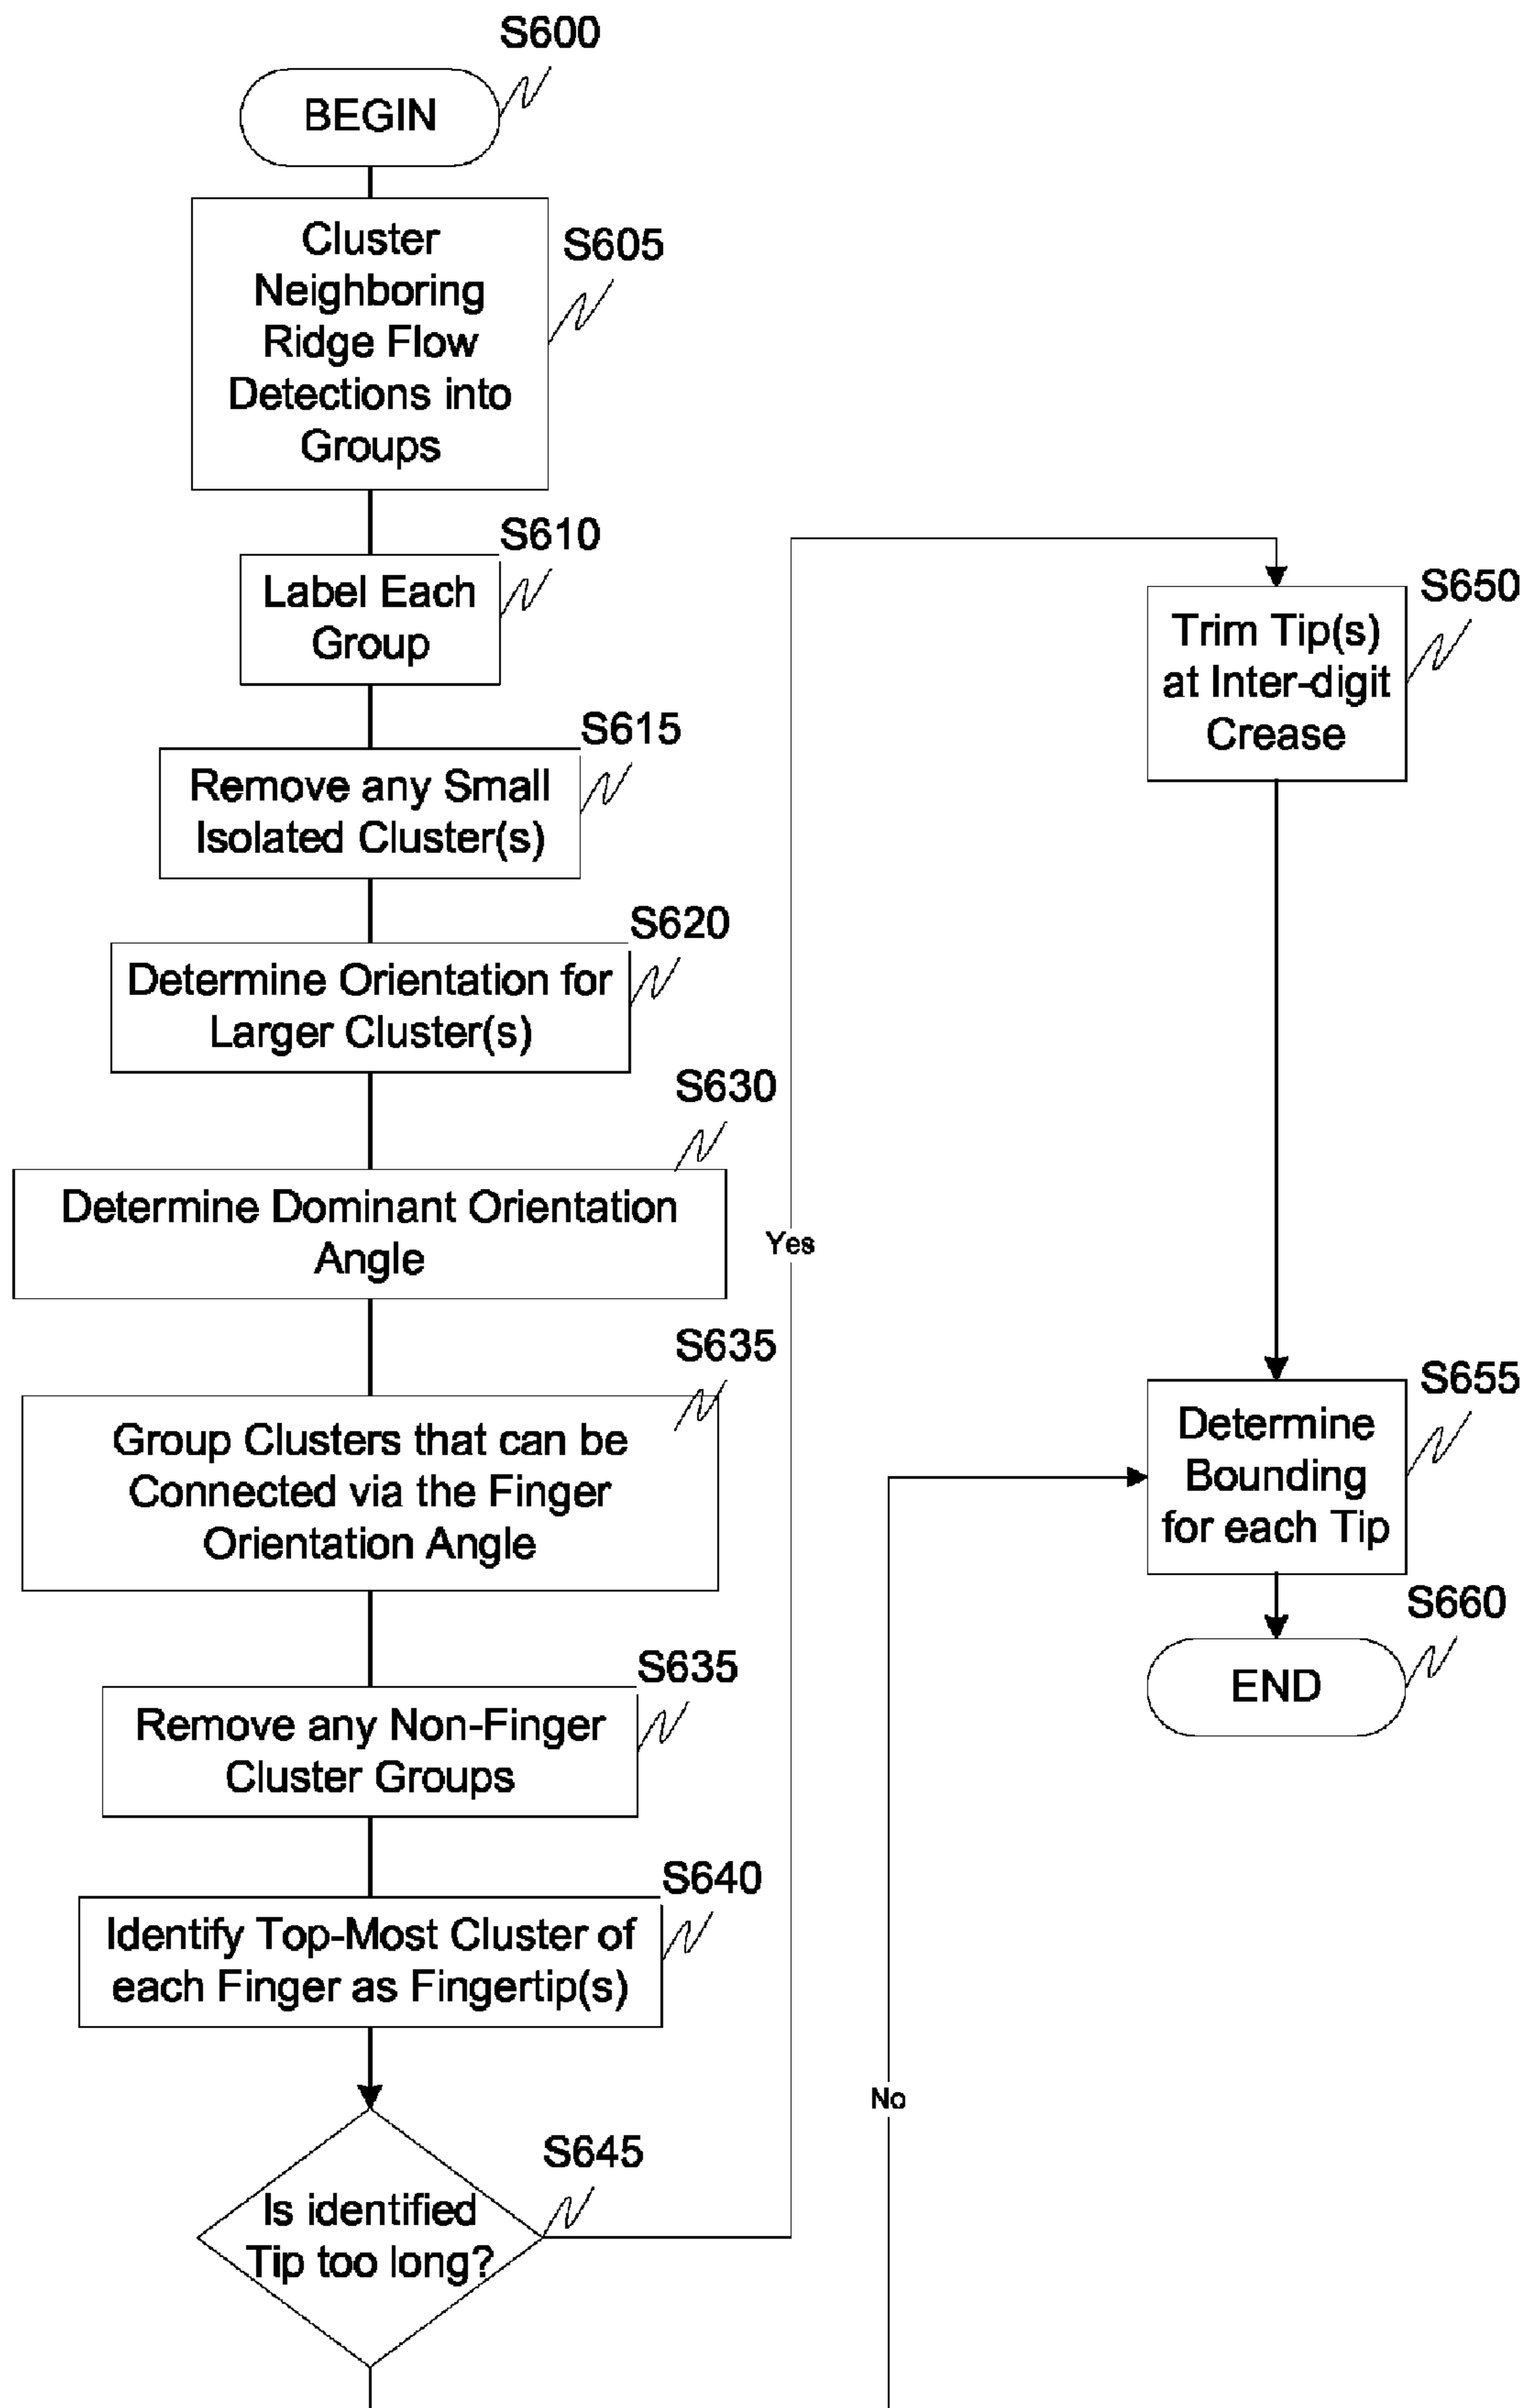 S600
BEGIN
Cluster
Neighboring
Ridge Flow
Detections into
Groups
S605
S610
Label Each
Group
S615
Remove any Small
Isolated Cluster(s)
S620
Determine Orientation for
Larger Cluster(s)
S630
Determine Dominant Orientation
Angle
S635
Group Clusters that can be
Connected via the Finger
Orientation Angle
S635
Remove any Non-Finger
Cluster Groups
S640
Identify Top-Most Cluster of
each Finger as Fingertip(s)
S645
Is identified
Tip too long?
Yes
No
S650
Trim Tip(s)
at Inter-digit
Crease
S655
Determine
Bounding
for each Tip
S660
END